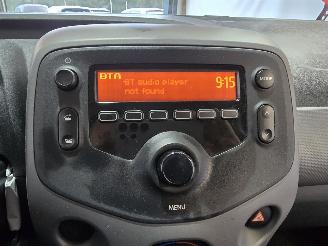 BTA
9:15
BT audio player
not found
MENU